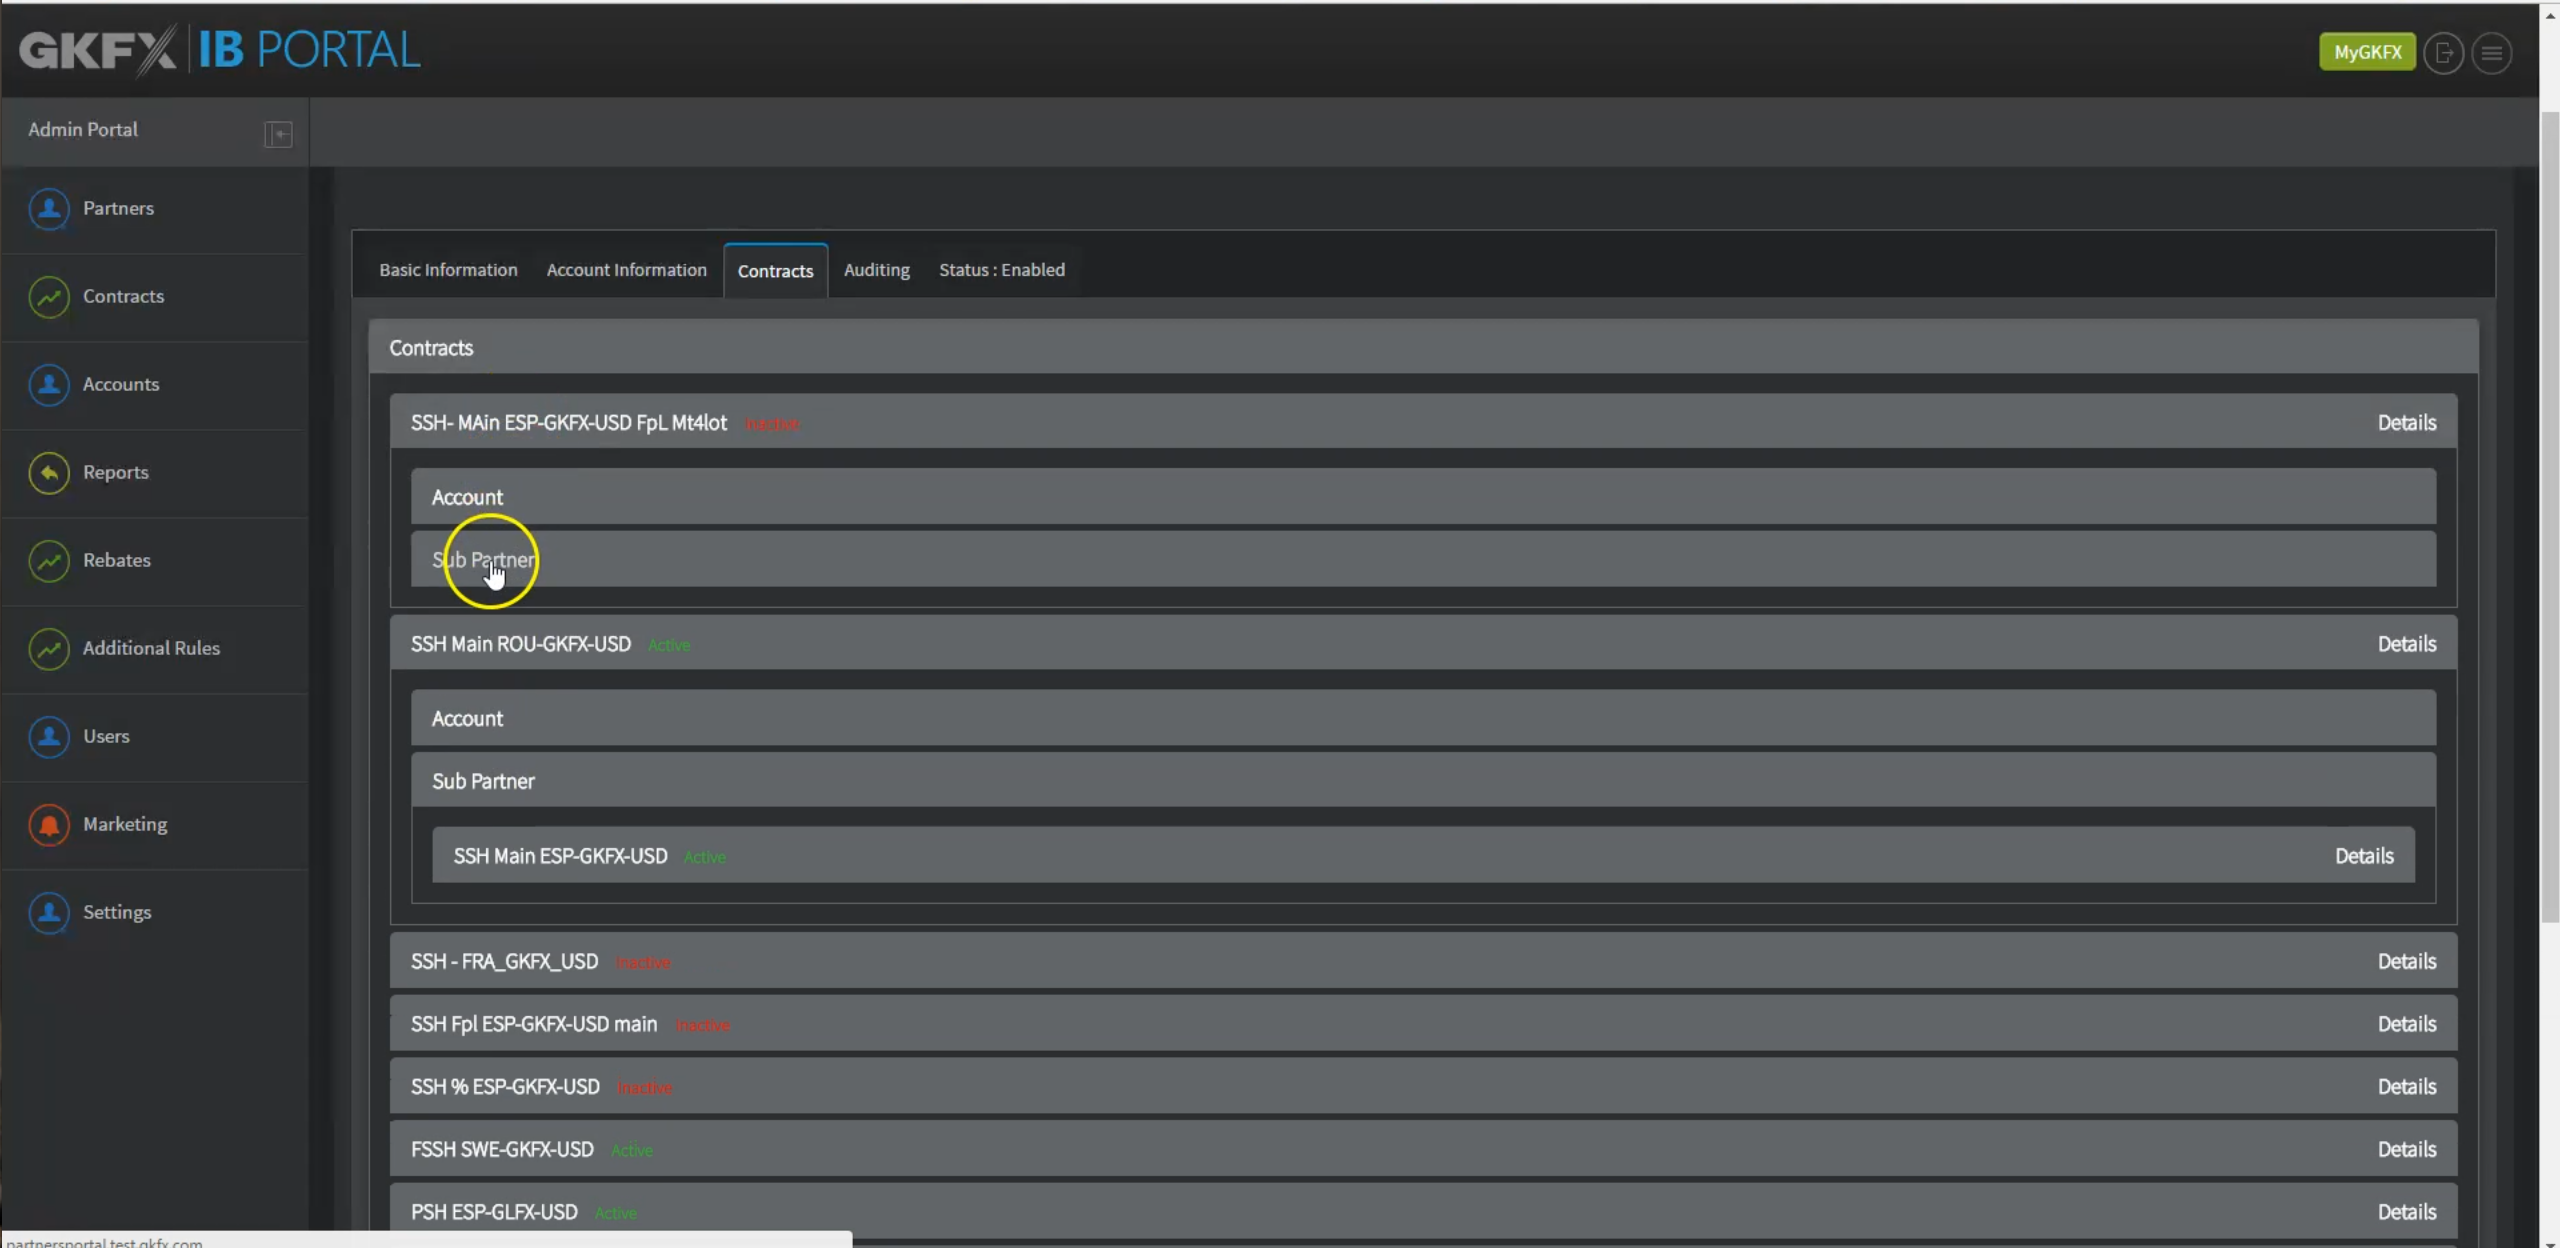 GKFX IB PORTAL
MyGKFX
Admin Portal
Partners
Contracts
Accounts
Reports
Rebates
Additional Rules
Users
Marketing
Settings
Basic Information Account Information Contracts Auditing Status : Enabled
Contracts
SSH- MAin ESP-GKFX-USD FpL Mt4lot Inactive Details
Account
Sub Partner
SSH Main ROU-GKFX-USD Active Details
Account
Sub Partner
SSH Main ESP-GKFX-USD Active Details
SSH - FRA_GKFX_USD Inactive Details
SSH Fpl ESP-GKFX-USD main Inactive Details
SSH % ESP-GKFX-USD Inactive Details
FSSH SWE-GKFX-USD Active Details
PSH ESP-GLFX-USD Active Details
partnersportal.test.gkfx.com